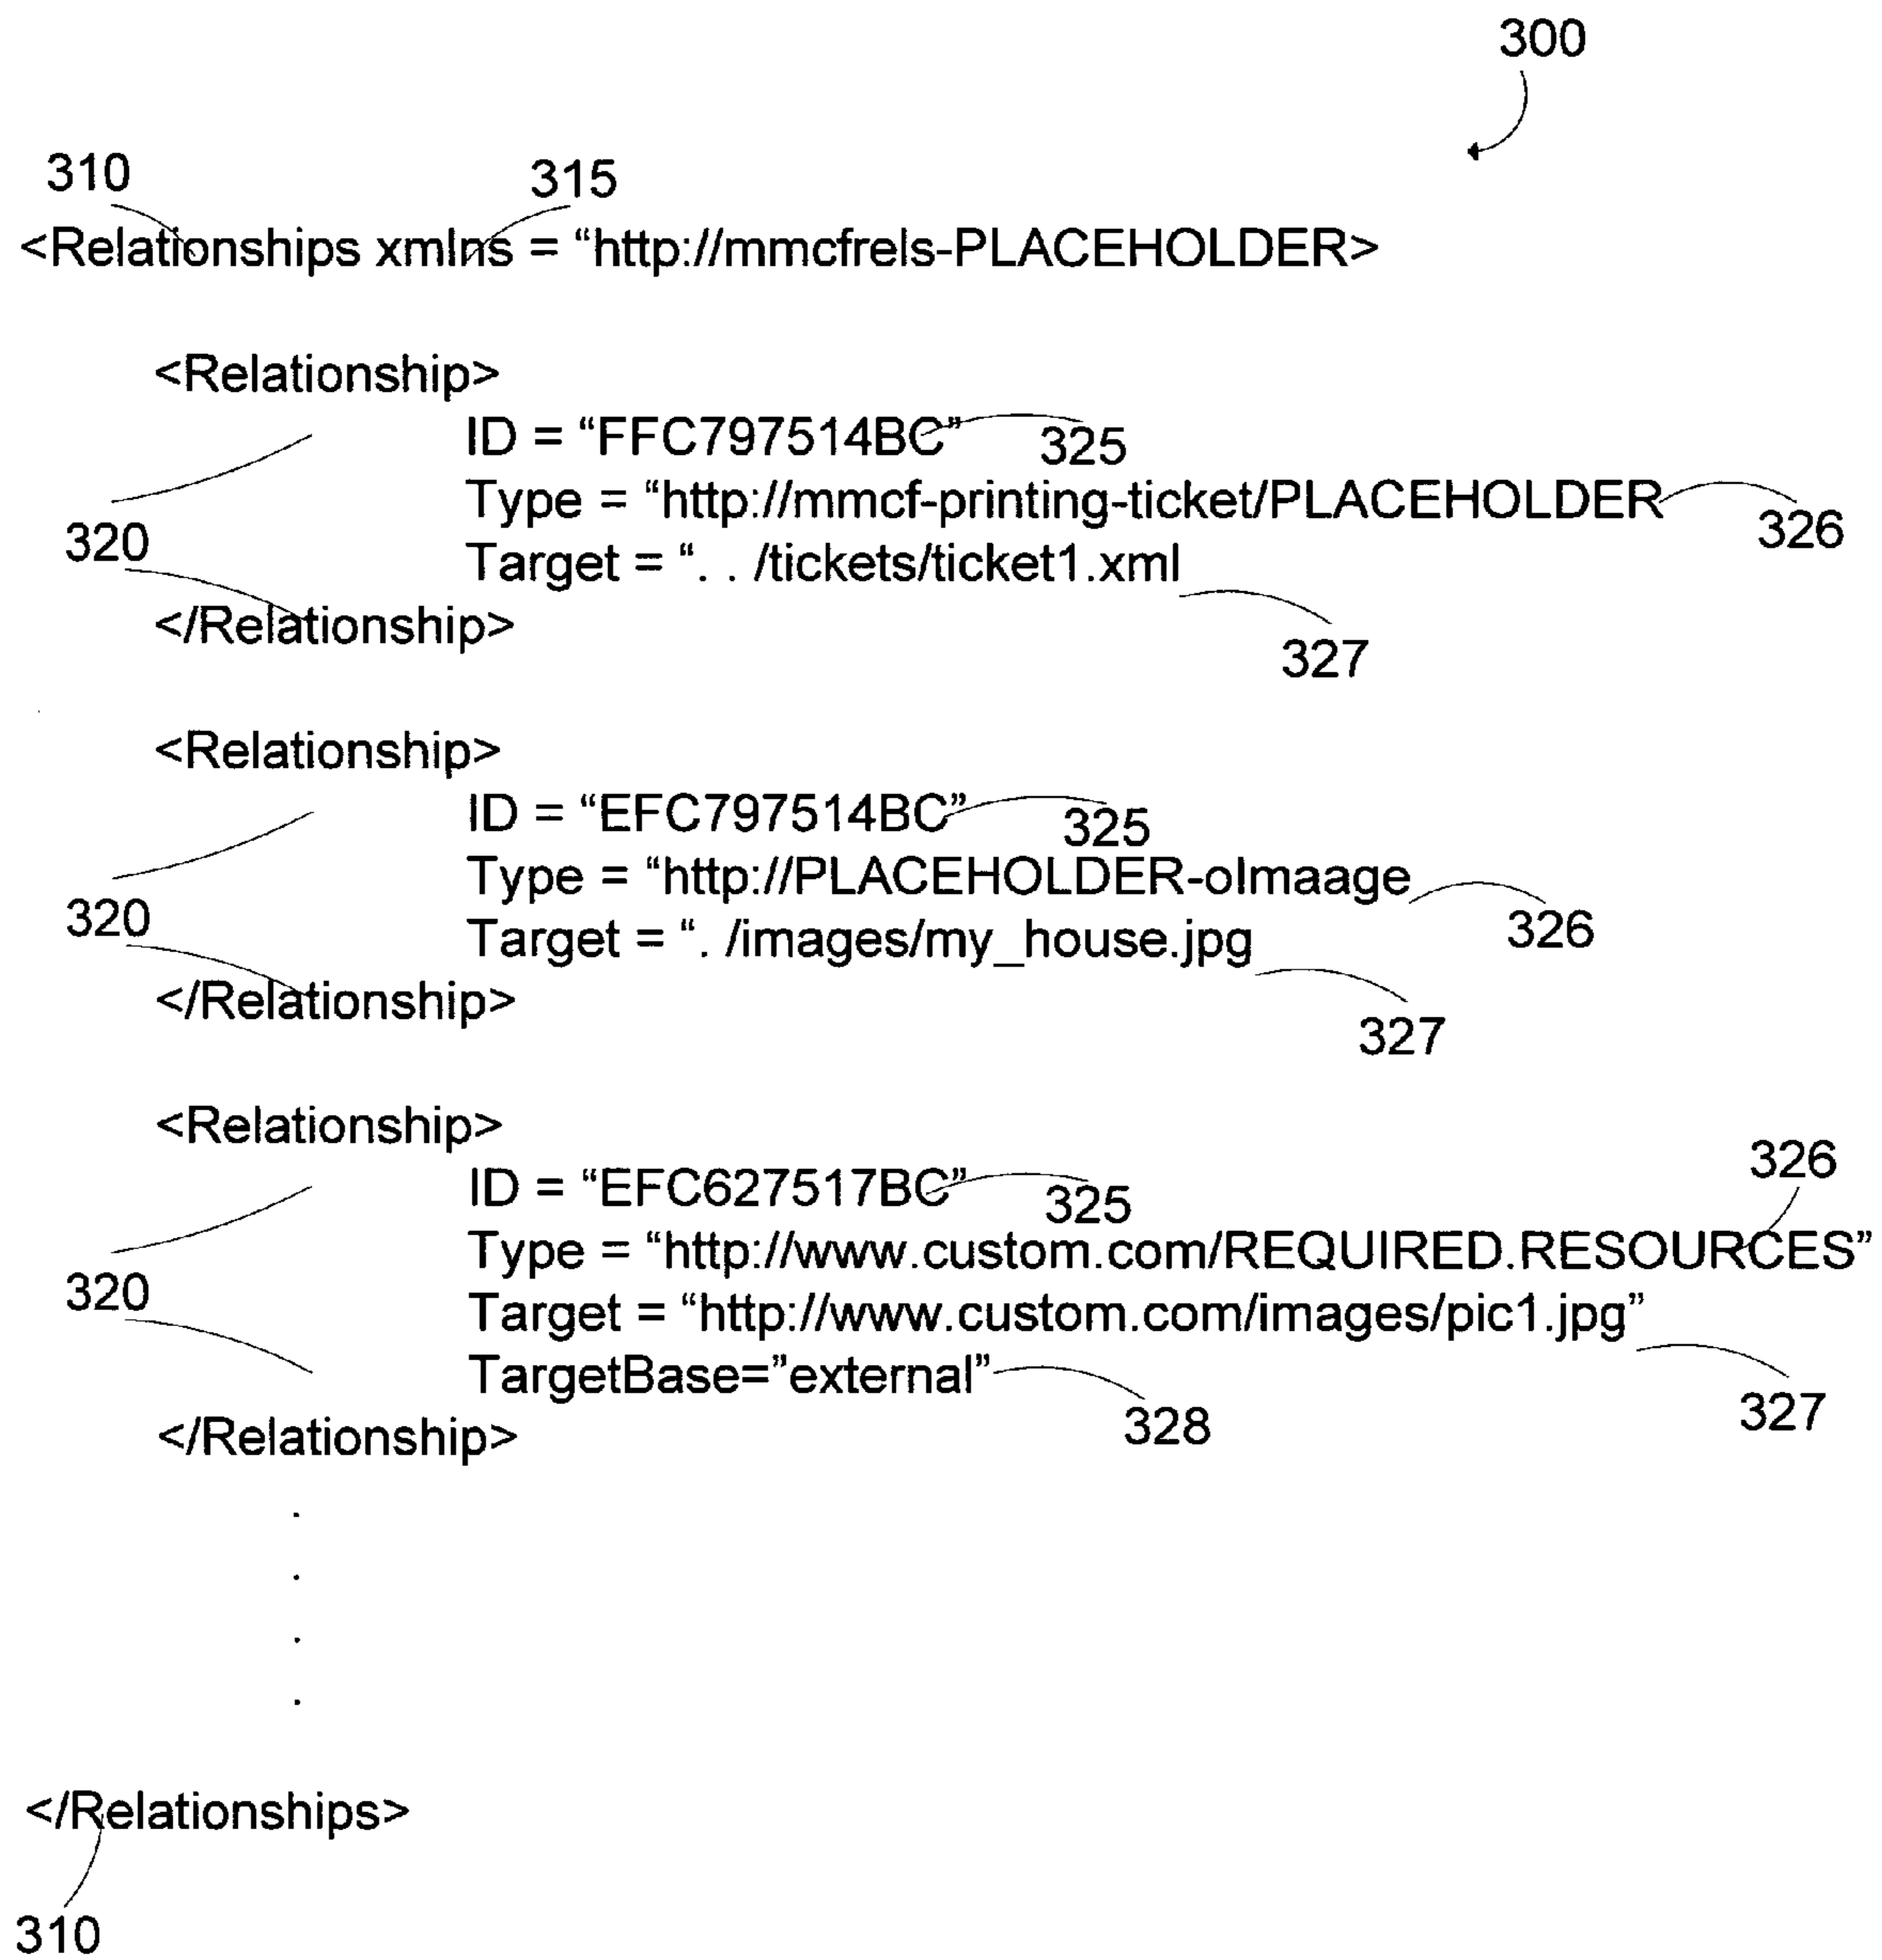 300
310 315
<Relationships xmlns = “http://mmcfrels-PLACEHOLDER>
<Relationship>
ID = “FFC797514BC” 325
Type = “http://mmcf-printing-ticket/PLACEHOLDER 326
320 Target = “. . /tickets/ticket1.xml
</Relationship>
327
<Relationship>
ID = “EFC797514BC” 325
Type = “http://PLACEHOLDER-oImaage
320 Target = “. /images/my_house.jpg 326
</Relationship>
327
<Relationship>
326
ID = “EFC627517BC” 325
Type = “http://www.custom.com/REQUIRED.RESOURCES”
320 Target = “http://www.custom.com/images/pic1.jpg”
TargetBase=”external”
328 327
</Relationship>
.
.
.
.
</Relationships>
310